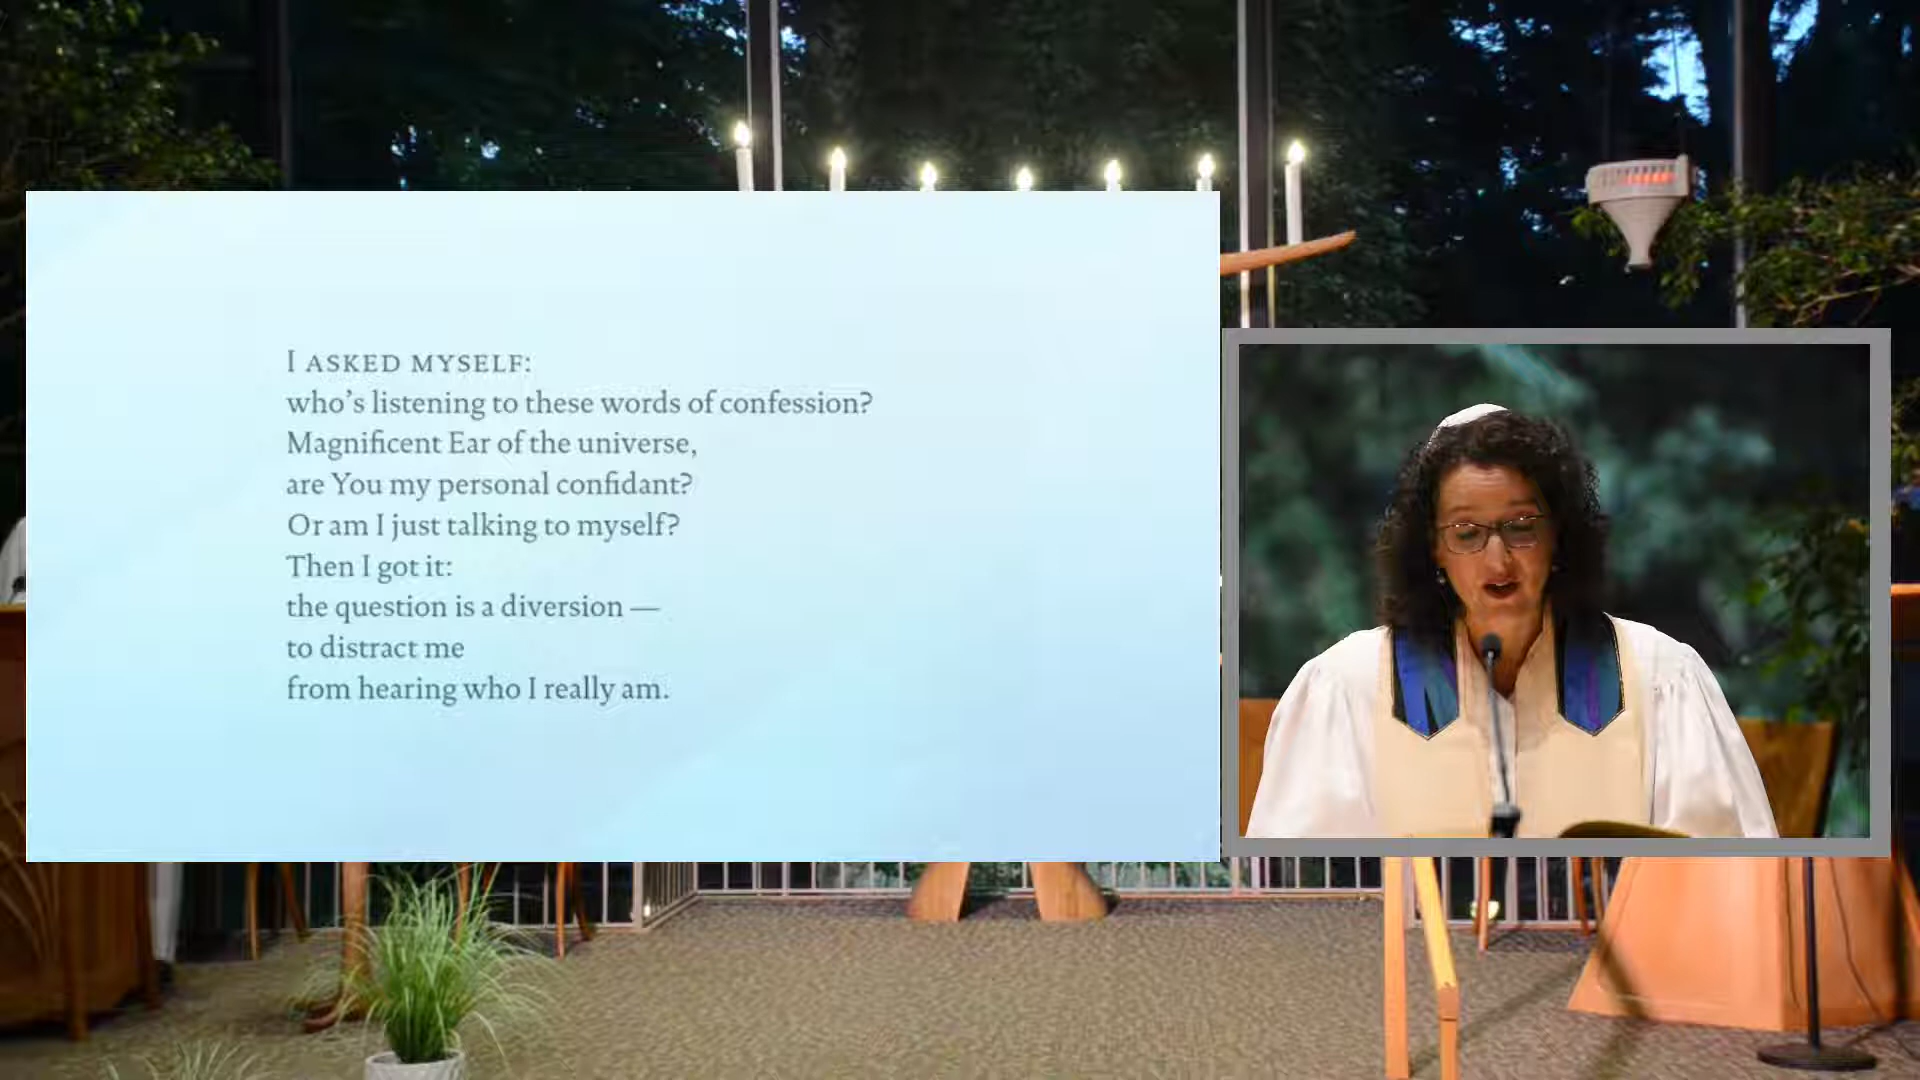 I ASKED MYSELF:
who's listening to these words of confession?
Magnificent Ear of the universe,
are You my personal confidant?
Or am I just talking to myself?
Then I got it:
the question is a diversion —
to distract me
from hearing who I really am.